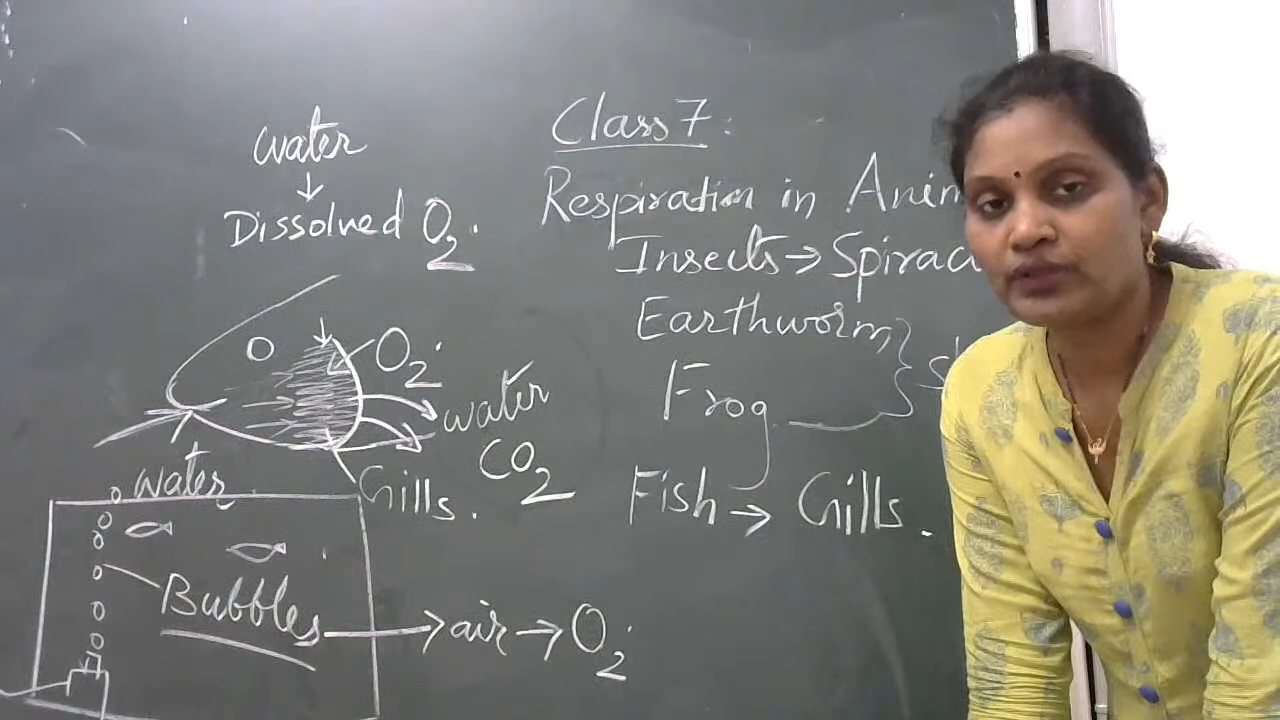 Class 7:
Respiration in Anim
Insects → Spirac
Earthworm
Frog
Fish → Gills.
water
↓
Dissolved O₂.
O₂.
water
CO₂
Gills.
water
Bubbles → air → O₂